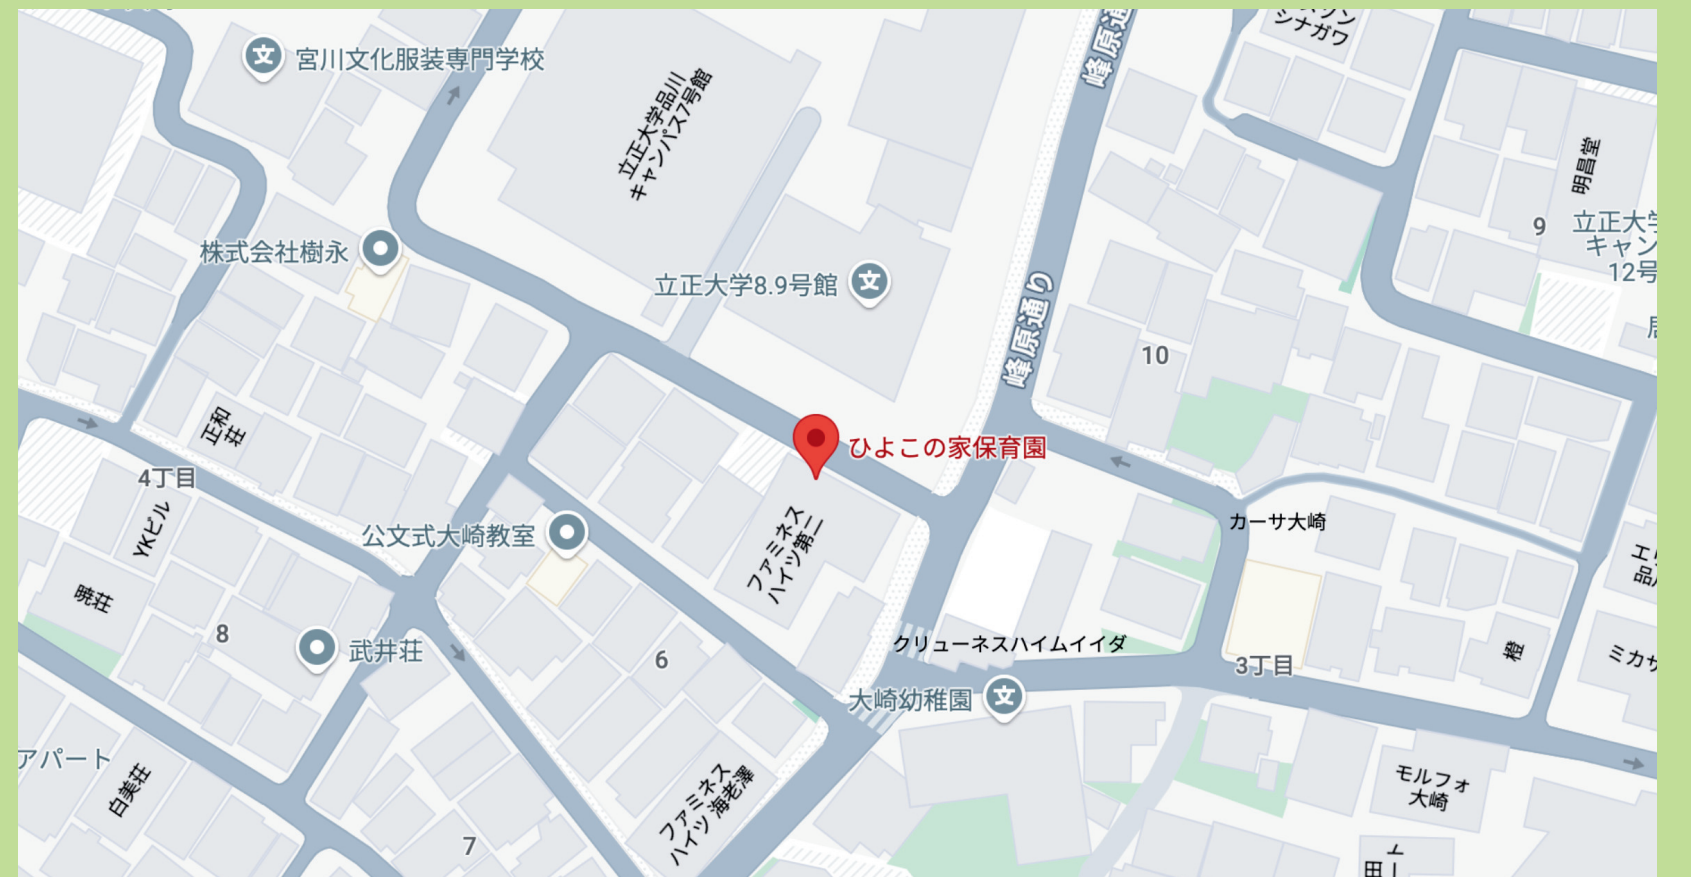 宮川文化服装専門学校
立正大学品川
キャンパス7号館
峰原通
シナガワ
明昌堂
9
立正大学
キャン
12号
株式会社樹永
立正大学8.9号館
峰原通り
10
正和
荘
ひよこの家保育園
4丁目
YKビル
公文式大崎教室
ファミネス
ハイツ第二
カーサ大崎
暁荘
8
武井荘
6
クリューネスハイムイイダ
3丁目
橙
ミカサ
大崎幼稚園
アパート
白美荘
ファミネス
ハイツ 海老澤
モルフォ
大崎
7